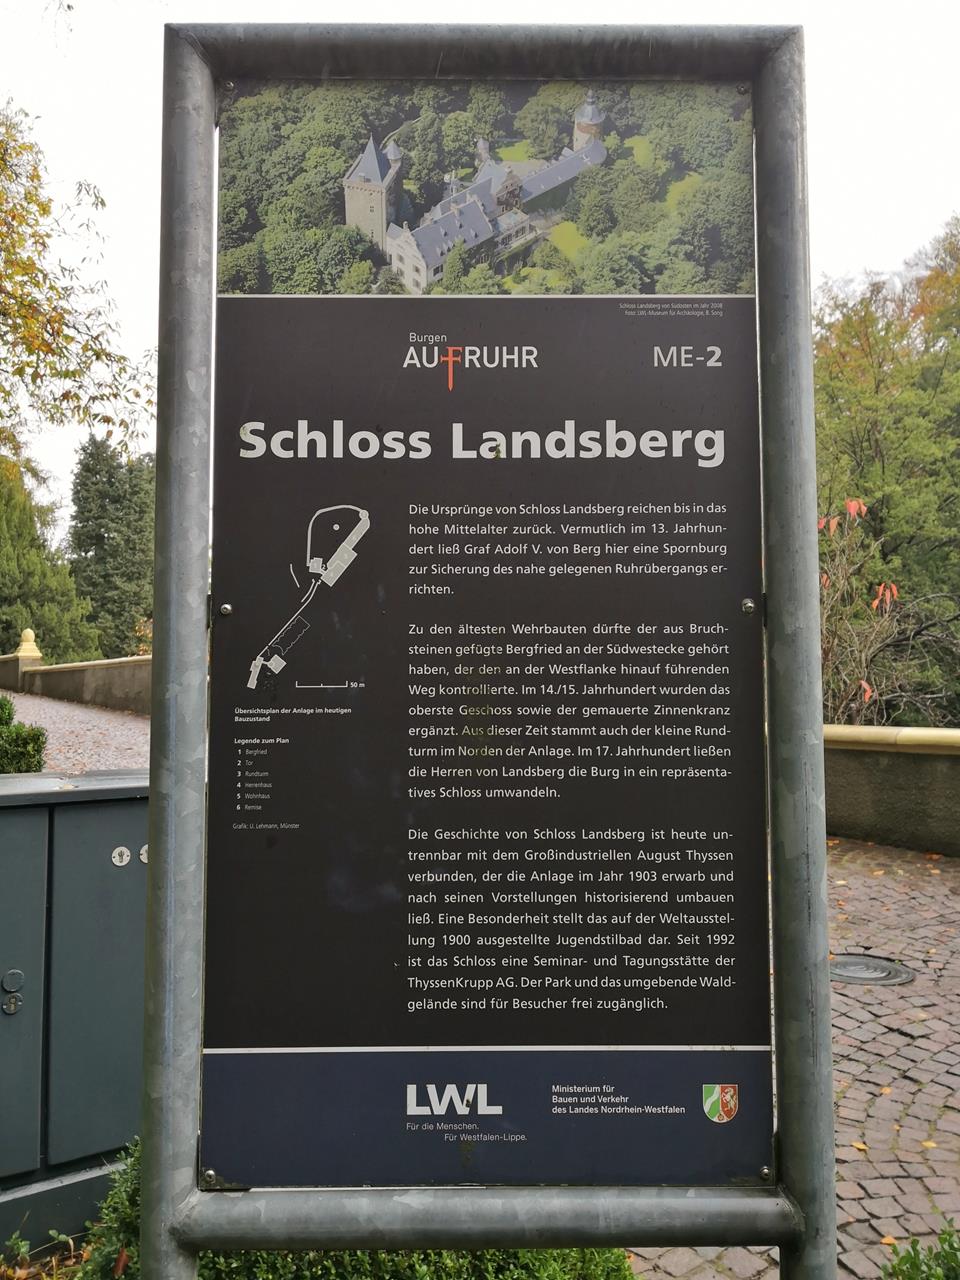 Schloss Landsberg von Südosten im Jahr 2008
Foto: LWL-Museum für Archäologie, B. Song
Burgen
AUFRUHR
ME-2
Schloss Landsberg
Die Ursprünge von Schloss Landsberg reichen bis in das
hohe Mittelalter zurück. Vermutlich im 13. Jahrhun-
dert ließ Graf Adolf V. von Berg hier eine Spornburg
zur Sicherung des nahe gelegenen Ruhrübergangs er-
richten.
Zu den ältesten Wehrbauten dürfte der aus Bruch-
steinen gefügte Bergfried an der Südwestecke gehört
haben, der den an der Westflanke hinauf führenden
Weg kontrollierte. Im 14./15. Jahrhundert wurden das
oberste Geschoss sowie der gemauerte Zinnenkranz
ergänzt. Aus dieser Zeit stammt auch der kleine Rund-
turm im Norden der Anlage. Im 17. Jahrhundert ließen
die Herren von Landsberg die Burg in ein repräsenta-
tives Schloss umwandeln.
Die Geschichte von Schloss Landsberg ist heute un-
trennbar mit dem Großindustriellen August Thyssen
verbunden, der die Anlage im Jahr 1903 erwarb und
nach seinen Vorstellungen historisierend umbauen
ließ. Eine Besonderheit stellt das auf der Weltausstel-
lung 1900 ausgestellte Jugendstilbad dar. Seit 1992
ist das Schloss eine Seminar- und Tagungsstätte der
ThyssenKrupp AG. Der Park und das umgebende Wald-
gelände sind für Besucher frei zugänglich.
50 m
Übersichtsplan der Anlage im heutigen
Bauzustand
Legende zum Plan
1 Bergfried
2 Tor
3 Rundturm
4 Herrenhaus
5 Wohnhaus
6 Remise
Grafik: U. Lehmann, Münster
LWL
Für die Menschen.
Für Westfalen-Lippe.
Ministerium für
Bauen und Verkehr
des Landes Nordrhein-Westfalen